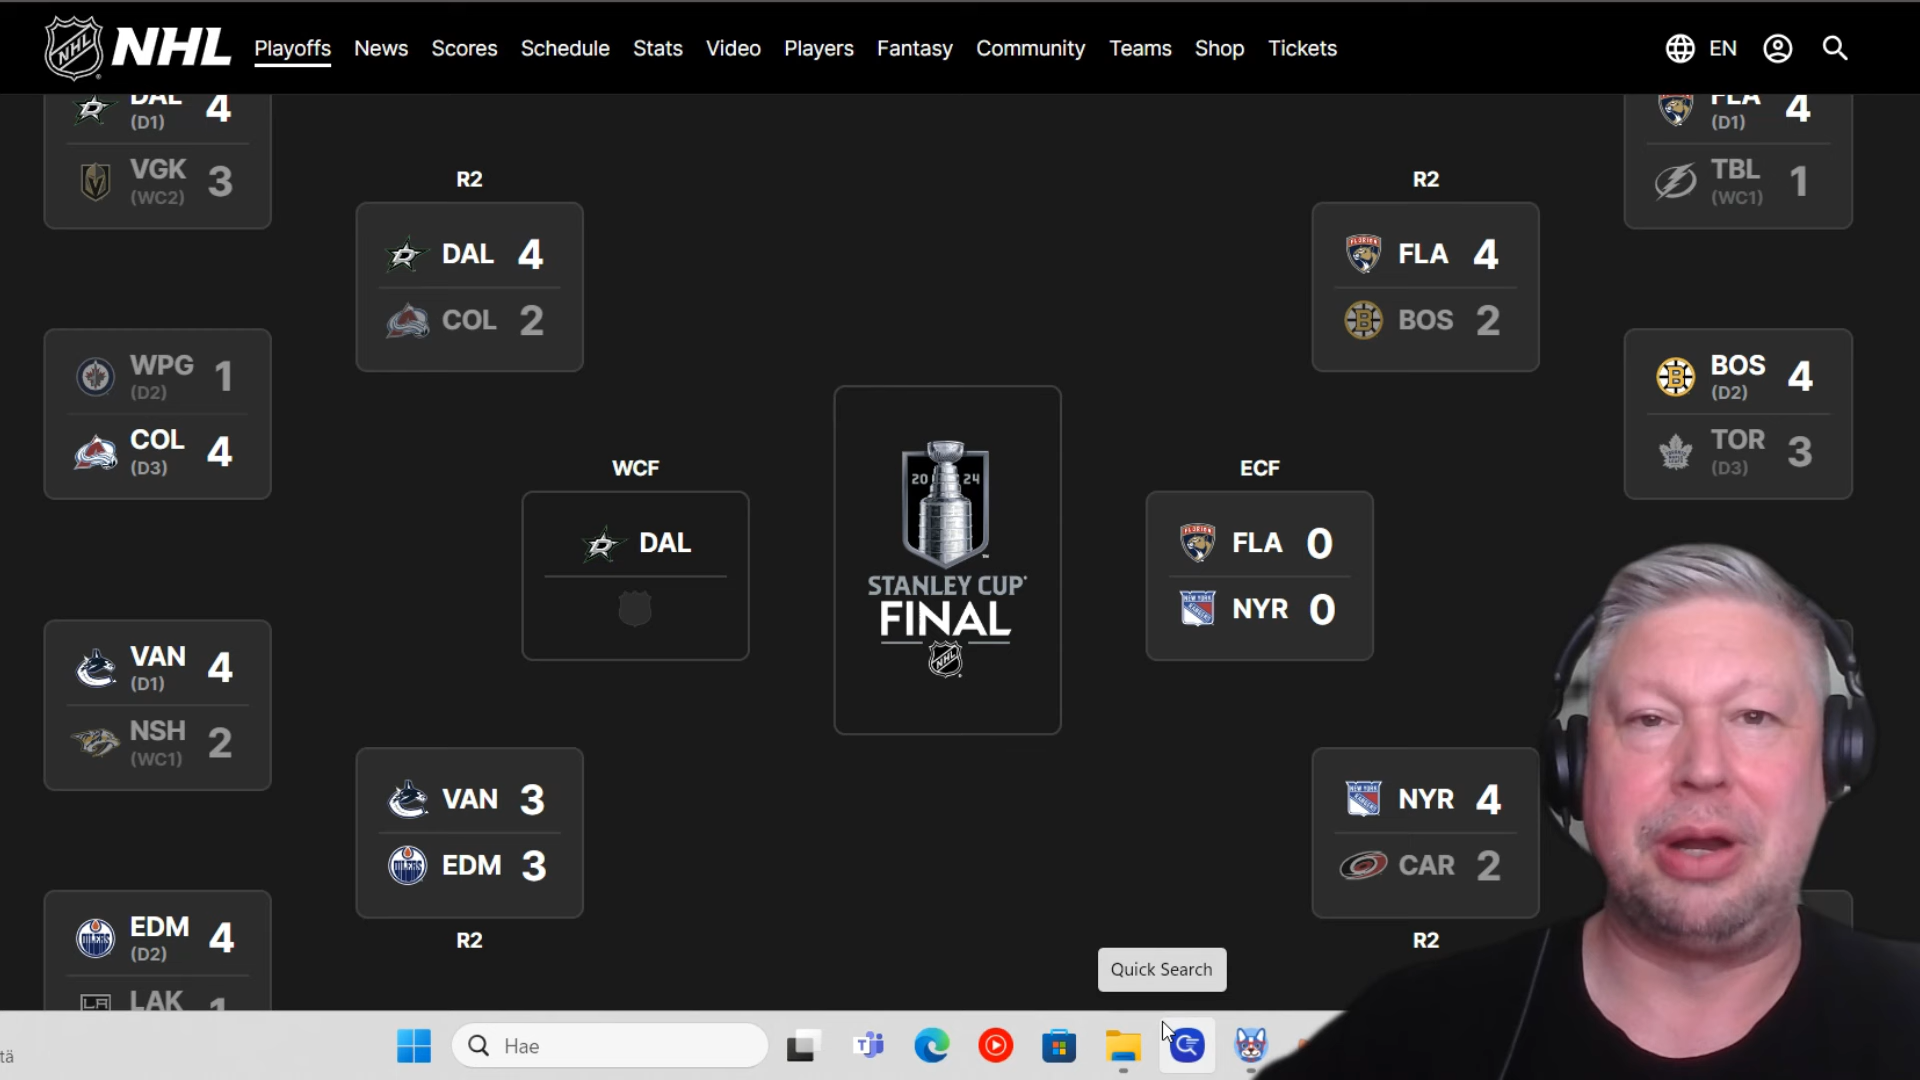 NHL Playoffs News Scores Schedule Stats Video Players Fantasy Community Teams Shop Tickets EN
DAL 4
(D1)
VGK 3
(WC2)
R2
DAL 4
COL 2
WPG 1
(D2)
COL 4
(D3)
WCF
DAL
VAN 4
(D1)
NSH 2
(WC1)
VAN 3
EDM 3
R2
EDM 4
(D2)
LAK 1
2024
STANLEY CUP
FINAL
NHL
R2
FLA 4
BOS 2
FLA 4
(D1)
TBL 1
(WC1)
BOS 4
(D2)
TOR 3
(D3)
ECF
FLA 0
NYR 0
NYR 4
CAR 2
R2
Quick Search
tä
Hae